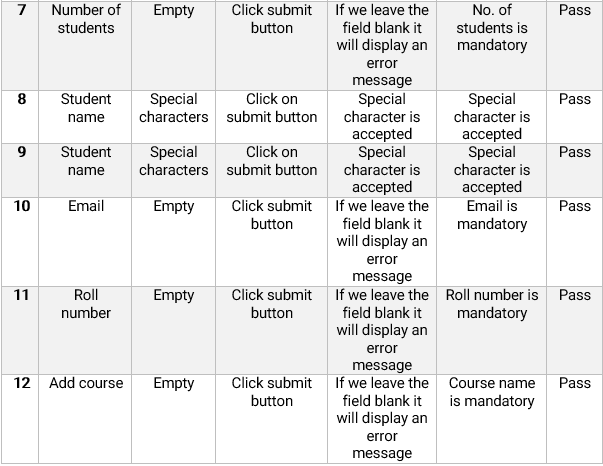 7 Number of students Empty Click submit button If we leave the field blank it will display an error message No. of students is mandatory Pass
8 Student name Special characters Click on submit button Special character is accepted Special character is accepted Pass
9 Student name Special characters Click on submit button Special character is accepted Special character is accepted Pass
10 Email Empty Click submit button If we leave the field blank it will display an error message Email is mandatory Pass
11 Roll number Empty Click submit button If we leave the field blank it will display an error message Roll number is mandatory Pass
12 Add course Empty Click submit button If we leave the field blank it will display an error message Course name is mandatory Pass